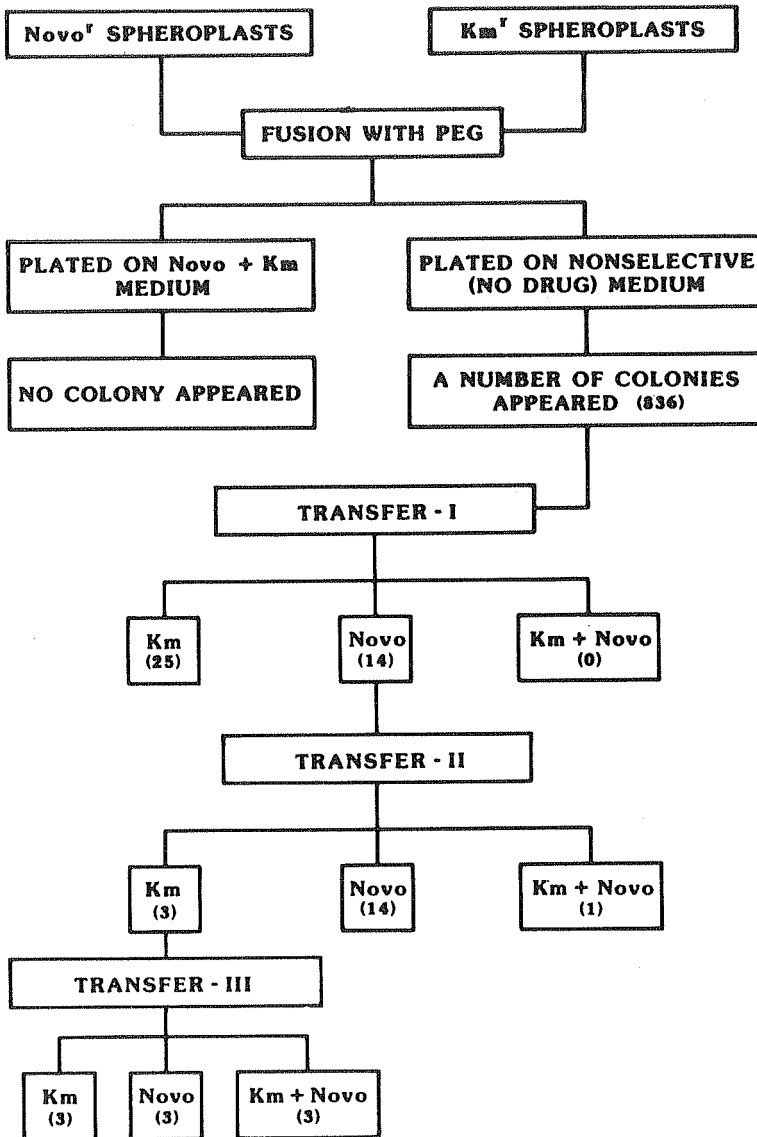 Novoʳ SPHEROPLASTS
Kmʳ SPHEROPLASTS
FUSION WITH PEG
PLATED ON Novo + Km
MEDIUM
PLATED ON NONSELECTIVE
(NO DRUG) MEDIUM
NO COLONY APPEARED
A NUMBER OF COLONIES
APPEARED (836)
TRANSFER - I
Km
(25)
Novo
(14)
Km + Novo
(0)
TRANSFER - II
Km
(3)
Novo
(14)
Km + Novo
(1)
TRANSFER - III
Km
(3)
Novo
(3)
Km + Novo
(3)